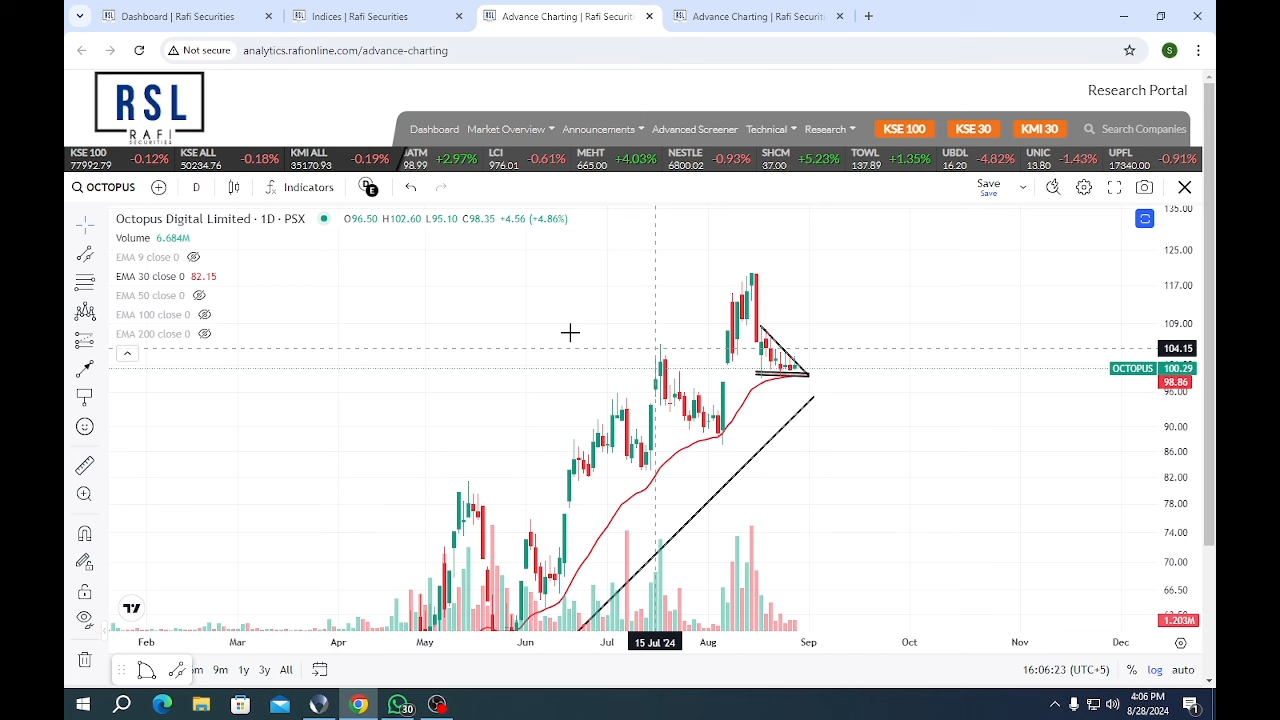 Dashboard | Rafi Securities
Indices | Rafi Securities
Advance Charting | Rafi Securit
Advance Charting | Rafi Securit
Not secure
analytics.rafionline.com/advance-charting
S
RSL
RAFI
SECURITIES
Research Portal
Dashboard Market Overview Announcements Advanced Screener Technical Research KSE 100 KSE 30 KMI 30 Search Companies
KSE 100 KSE ALL KMI ALL IATM LCI MEHT NESTLE SHCM TOWL UBDL UNIC UPFL
77792.79 -0.12% 50234.76 -0.18% 85170.93 -0.19% 98.99 +2.97% 976.01 -0.61% 665.00 +4.03% 6800.02 -0.93% 37.00 +5.23% 137.89 +1.35% 16.20 -4.82% 13.80 -1.43% 17340.00 -0.91%
OCTOPUS D Indicators Save
Save
Octopus Digital Limited · 1D · PSX O96.50 H102.60 L95.10 C98.35 +4.56 (+4.86%)
Volume 6.684M
EMA 9 close 0
EMA 30 close 0 82.15
EMA 50 close 0
EMA 100 close 0
EMA 200 close 0
135.00
125.00
117.00
109.00
104.15
OCTOPUS 100.29
98.86
96.00
90.00
86.00
82.00
78.00
74.00
70.00
66.50
1.203M
Feb Mar Apr May Jun Jul 15 Jul '24 Aug Sep Oct Nov Dec
9m 1y 3y All
16:06:23 (UTC+5) % log auto
30
4:06 PM
8/28/2024